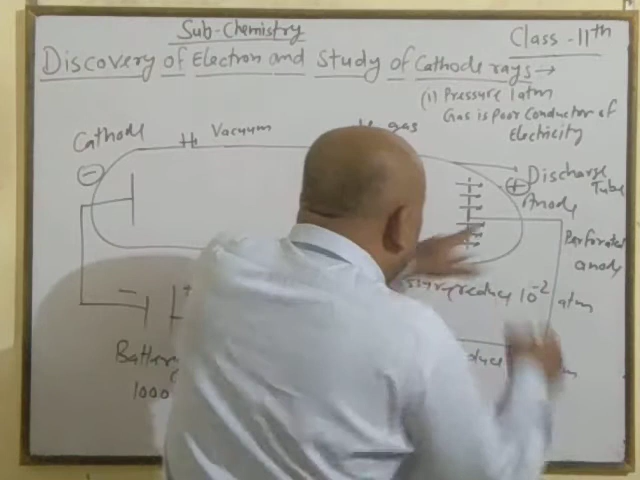 Sub-Chemistry
Class-11th
Discovery of Electron and Study of Cathode rays→
(1) Pressure 1atm
Gas is Poor Conductor of
Electricity
Cathode
Vacuum
gas
Discharge
Tube
Anode
Perforated
anode
reduce 10-2 atm
1000